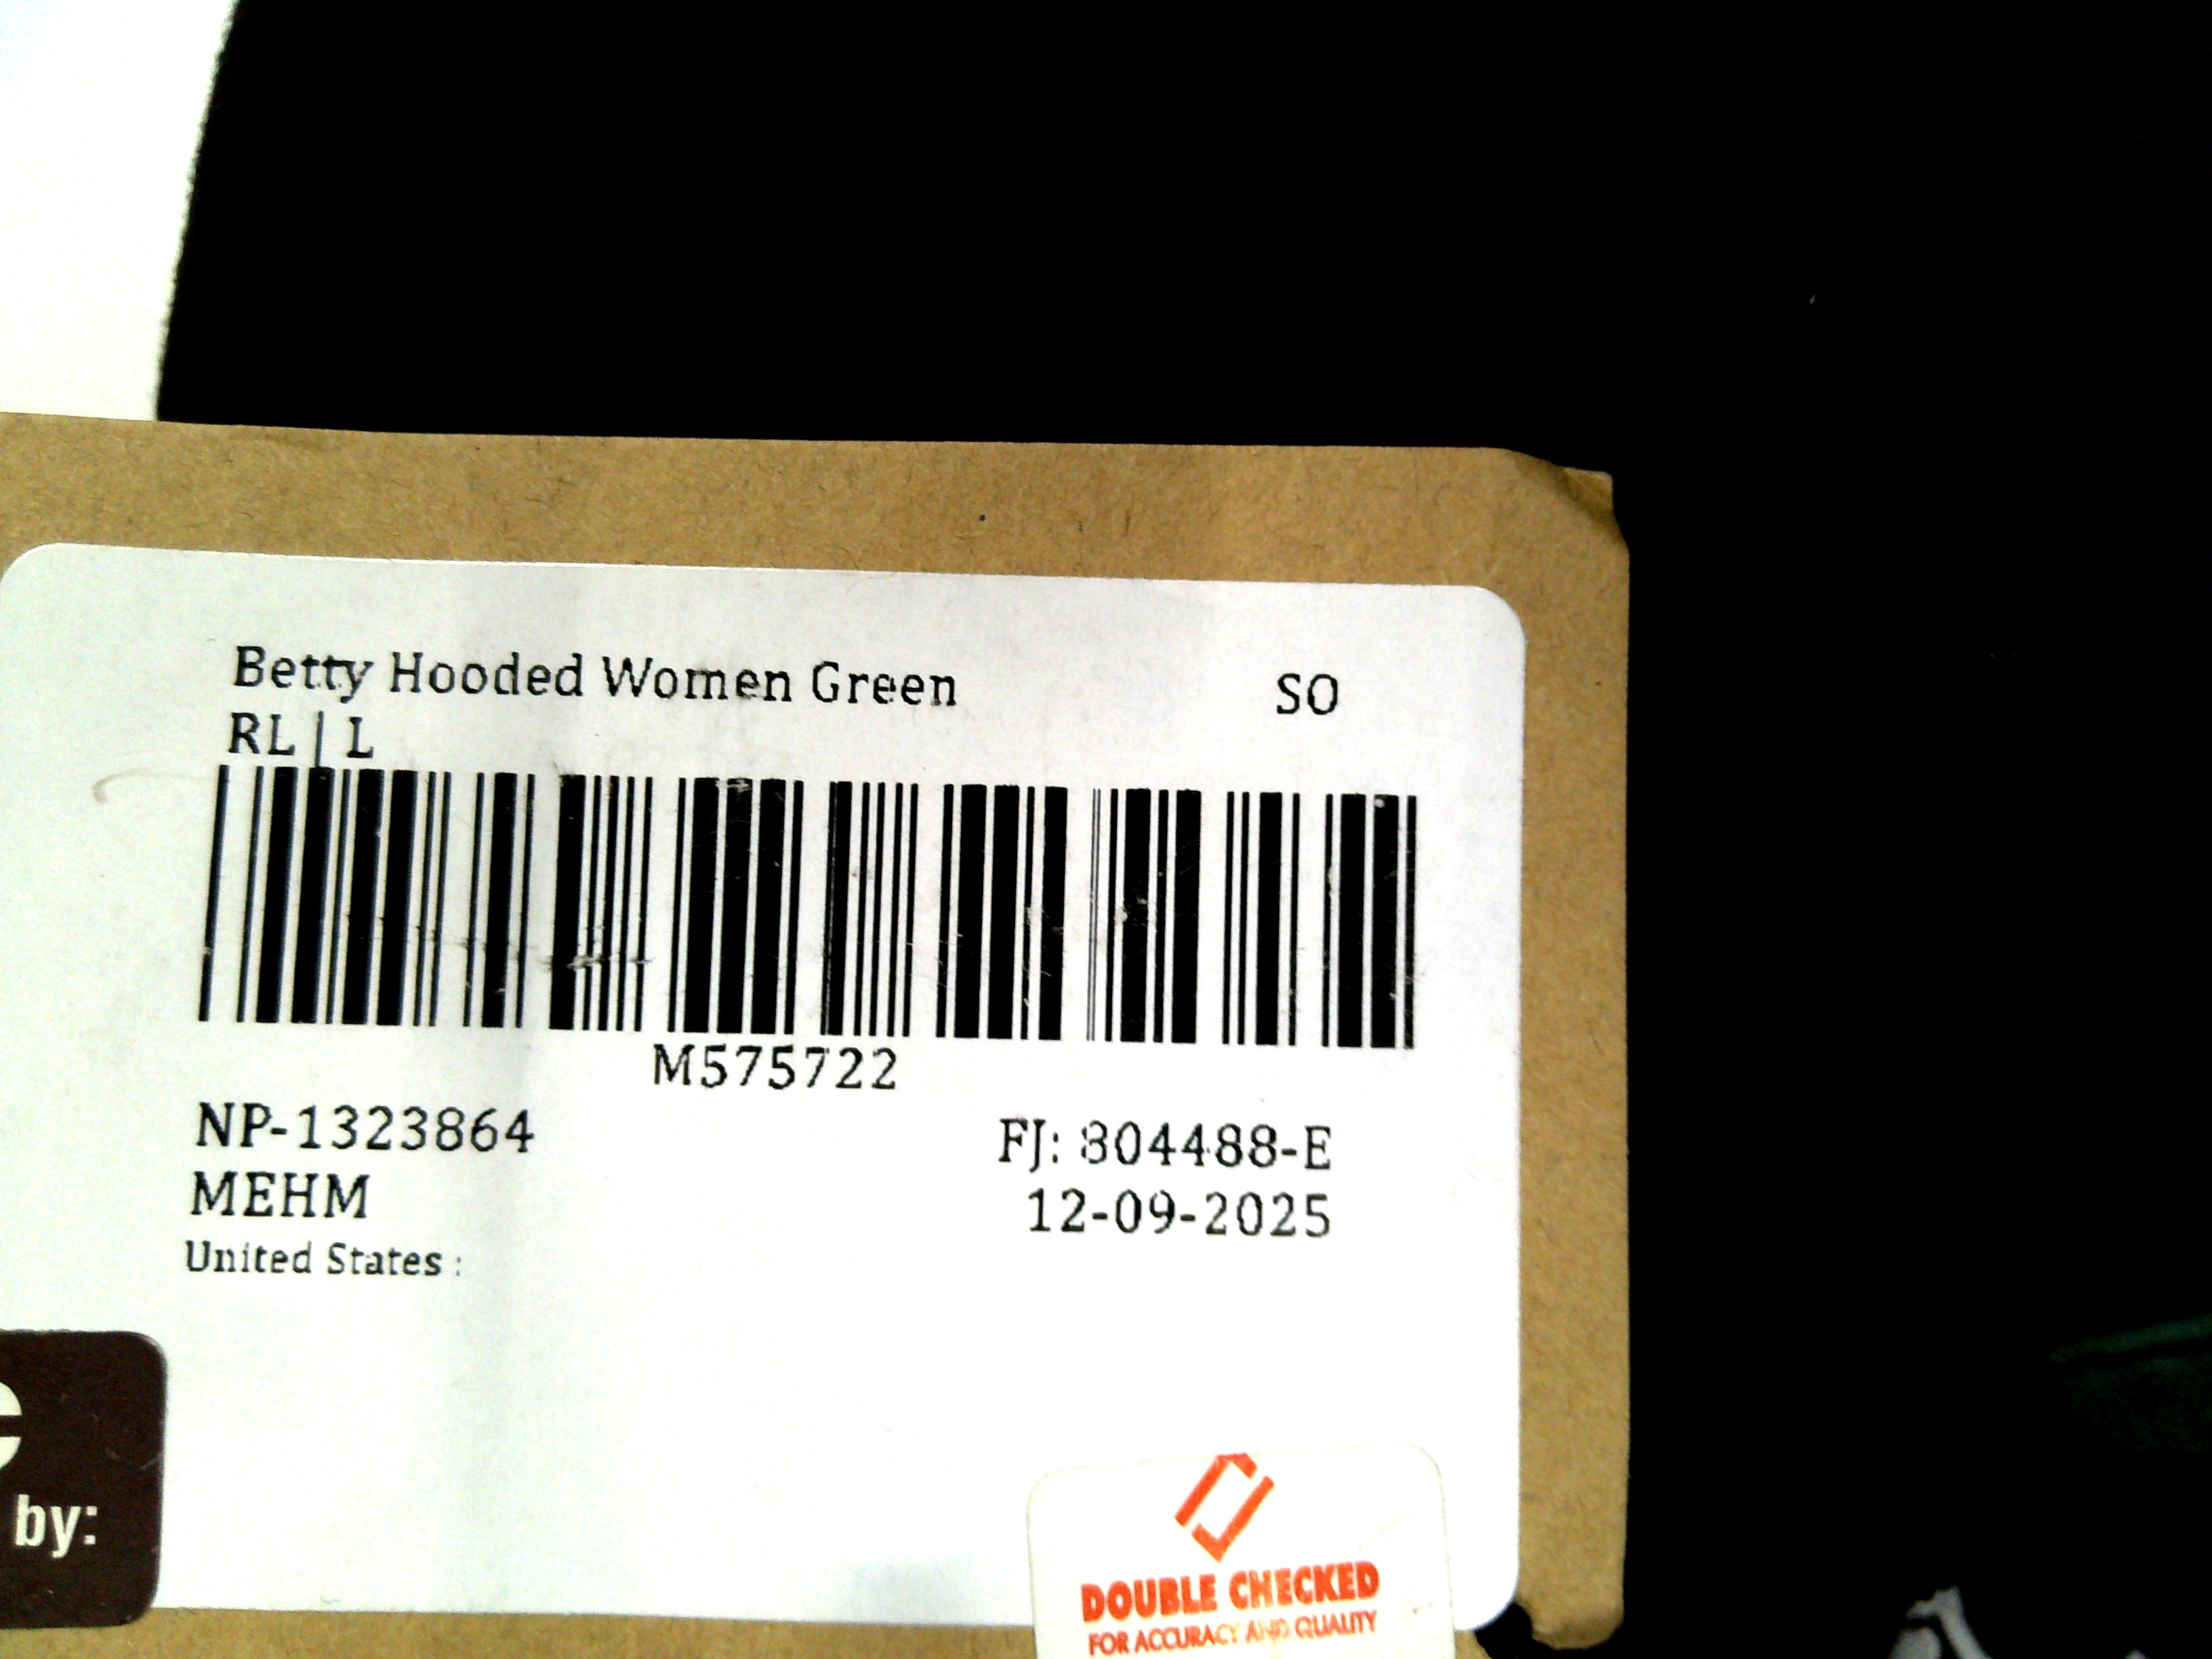 Betty Hooded Women Green SO
RL | L
M575722
NP-1323864 FJ: 804488-E
MEHM 12-09-2025
United States :
by:
DOUBLE CHECKED
FOR ACCURACY AND QUALITY